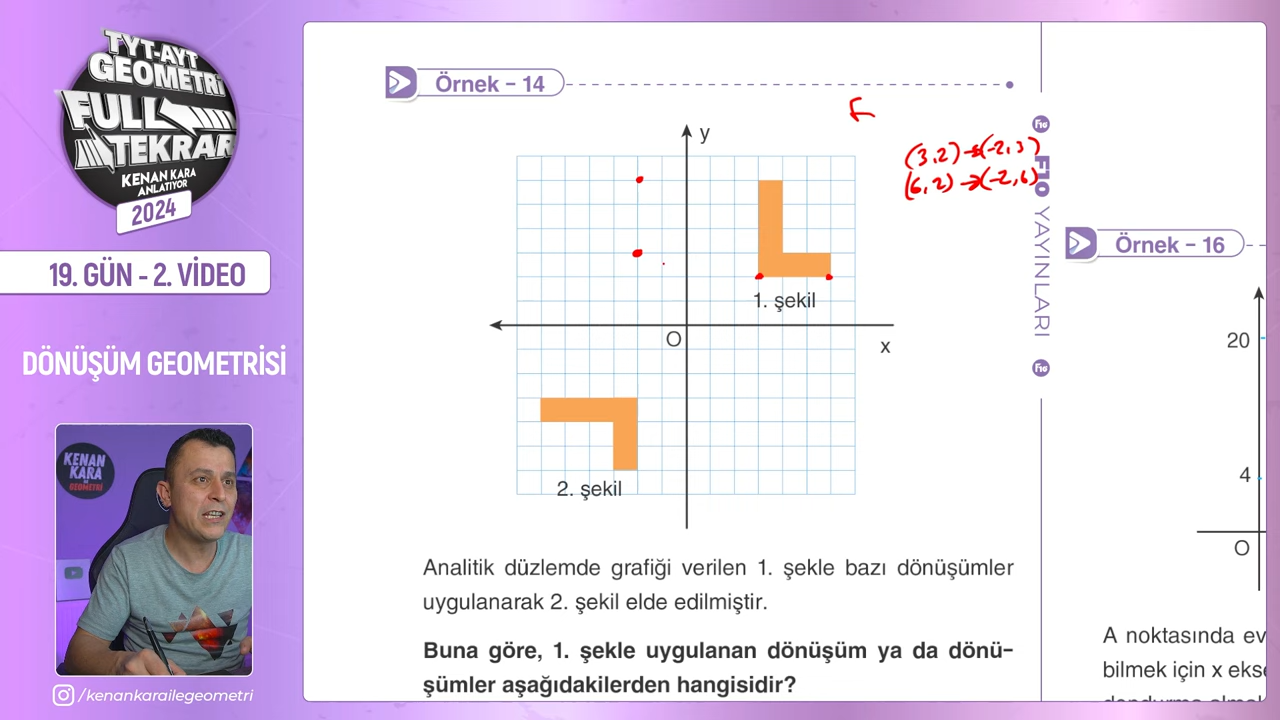 TYT-AYT
GEOMETRİ
FULL
TEKRAR
KENAN KARA
ANLATIYOR
2024
19. GÜN - 2. VİDEO
DÖNÜŞÜM GEOMETRİSİ
KENAN
KARA
GEOMETRİ
/kenankarailegeometri
Örnek – 14
y
(3,2)→(-2,3)
(6,2)→(-2,6)
1. şekil
O
x
2. şekil
Analitik düzlemde grafiği verilen 1. şekle bazı dönüşümler
uygulanarak 2. şekil elde edilmiştir.
Buna göre, 1. şekle uygulanan dönüşüm ya da dönü–
şümler aşağıdakilerden hangisidir?
F10 YAYINLARI
Örnek – 16
20
4
O
A noktasında ev
bilmek için x ekse